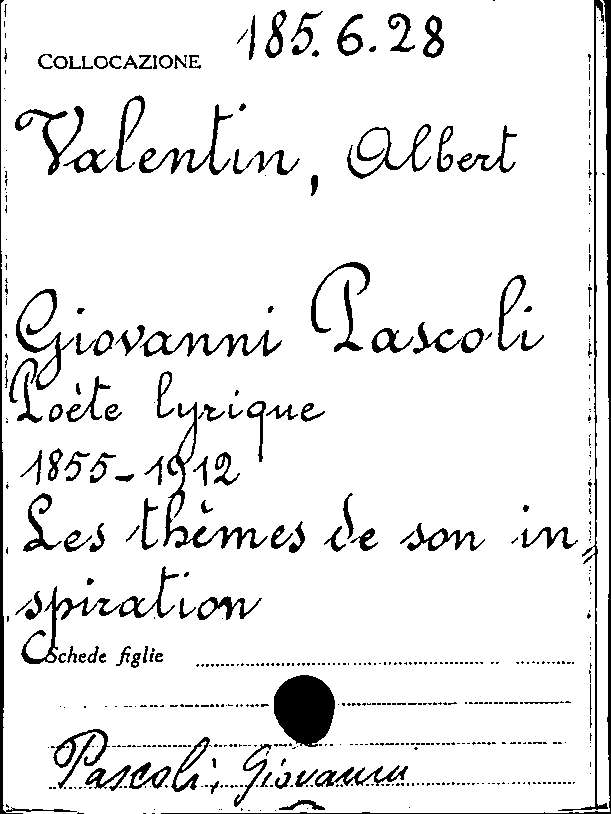 COLLOCAZIONE 185.6.28
Valentin, Albert
Giovanni Pascoli
Poète lyrique
1855-1912
Les thèmes de son in=
spiration
Schede figlie
Pascoli, Giovanni